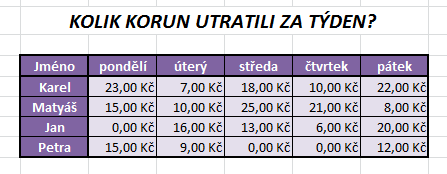 KOLIK KORUN UTRATILI ZA TÝDEN?
Jméno pondělí úterý středa čtvrtek pátek
Karel 23,00 Kč 7,00 Kč 18,00 Kč 10,00 Kč 22,00 Kč
Matyáš 15,00 Kč 10,00 Kč 25,00 Kč 21,00 Kč 8,00 Kč
Jan 0,00 Kč 16,00 Kč 13,00 Kč 6,00 Kč 20,00 Kč
Petra 15,00 Kč 9,00 Kč 0,00 Kč 0,00 Kč 12,00 Kč